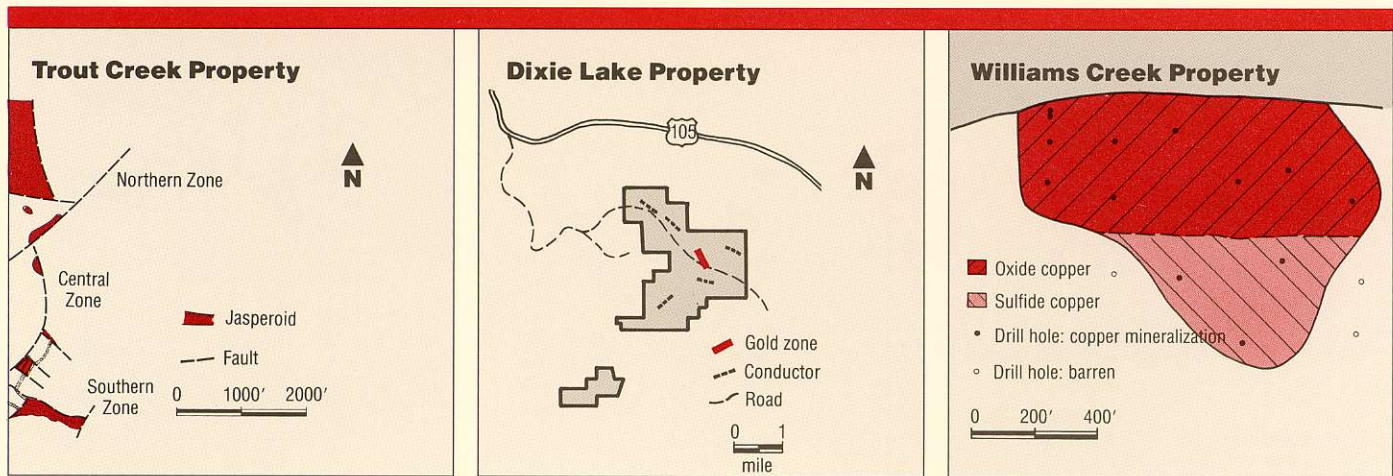 Trout Creek Property
N
Northern Zone
Central
Zone
Jasperoid
Fault
Southern
Zone
0 1000′ 2000′
Dixie Lake Property
105
N
Gold zone
Conductor
Road
0 1
mile
Williams Creek Property
Oxide copper
Sulfide copper
Drill hole: copper mineralization
Drill hole: barren
0 200′ 400′